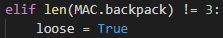 elif len(MAC.backpack) != 3:
    loose = True